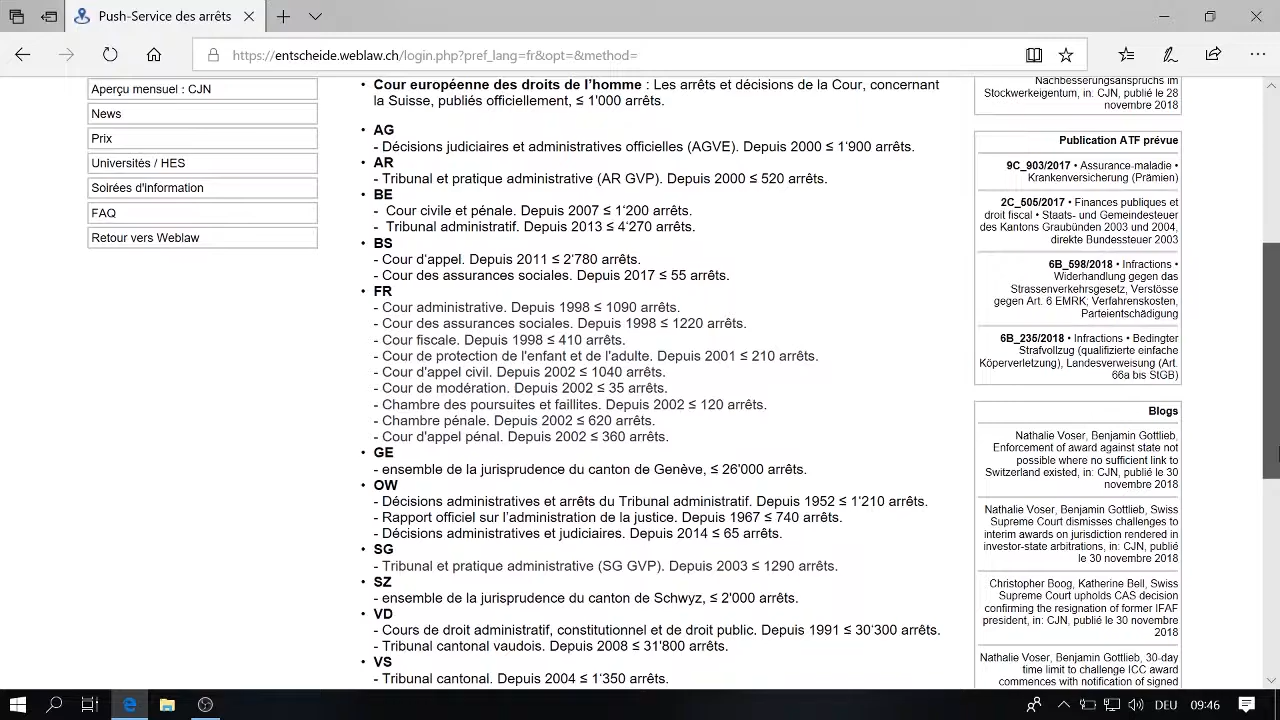 Push-Service des arrêts
https://entscheide.weblaw.ch/login.php?pref_lang=fr&opt=&method=
Aperçu mensuel : CJN
News
Prix
Universités / HES
Soirées d'information
FAQ
Retour vers Weblaw
• Cour européenne des droits de l'homme : Les arrêts et décisions de la Cour, concernant
la Suisse, publiés officiellement, ≤ 1'000 arrêts.
• AG
- Décisions judiciaires et administratives officielles (AGVE). Depuis 2000 ≤ 1'900 arrêts.
• AR
- Tribunal et pratique administrative (AR GVP). Depuis 2000 ≤ 520 arrêts.
• BE
- Cour civile et pénale. Depuis 2007 ≤ 1'200 arrêts.
- Tribunal administratif. Depuis 2013 ≤ 4'270 arrêts.
• BS
- Cour d'appel. Depuis 2011 ≤ 2'780 arrêts.
- Cour des assurances sociales. Depuis 2017 ≤ 55 arrêts.
• FR
- Cour administrative. Depuis 1998 ≤ 1090 arrêts.
- Cour des assurances sociales. Depuis 1998 ≤ 1220 arrêts.
- Cour fiscale. Depuis 1998 ≤ 410 arrêts.
- Cour de protection de l'enfant et de l'adulte. Depuis 2001 ≤ 210 arrêts.
- Cour d'appel civil. Depuis 2002 ≤ 1040 arrêts.
- Cour de modération. Depuis 2002 ≤ 35 arrêts.
- Chambre des poursuites et faillites. Depuis 2002 ≤ 120 arrêts.
- Chambre pénale. Depuis 2002 ≤ 620 arrêts.
- Cour d'appel pénal. Depuis 2002 ≤ 360 arrêts.
• GE
- ensemble de la jurisprudence du canton de Genève, ≤ 26'000 arrêts.
• OW
- Décisions administratives et arrêts du Tribunal administratif. Depuis 1952 ≤ 1'210 arrêts.
- Rapport officiel sur l'administration de la justice. Depuis 1967 ≤ 740 arrêts.
- Décisions administratives et judiciaires. Depuis 2014 ≤ 65 arrêts.
• SG
- Tribunal et pratique administrative (SG GVP). Depuis 2003 ≤ 1290 arrêts.
• SZ
- ensemble de la jurisprudence du canton de Schwyz, ≤ 2'000 arrêts.
• VD
- Cours de droit administratif, constitutionnel et de droit public. Depuis 1991 ≤ 30'300 arrêts.
- Tribunal cantonal vaudois. Depuis 2008 ≤ 31'800 arrêts.
• VS
- Tribunal cantonal. Depuis 2004 ≤ 1'350 arrêts.
Nachbesserungsanspruchs im
Stockwerkeigentum, in: CJN, publié le 28
novembre 2018
Publication ATF prévue
9C_903/2017 • Assurance-maladie •
Krankenversicherung (Prämien)
2C_505/2017 • Finances publiques et
droit fiscal • Staats- und Gemeindesteuer
des Kantons Graubünden 2003 und 2004,
direkte Bundessteuer 2003
6B_598/2018 • Infractions •
Widerhandlung gegen das
Strassenverkehrsgesetz, Verstösse
gegen Art. 6 EMRK; Verfahrenskosten,
Parteientschädigung
6B_235/2018 • Infractions • Bedingter
Strafvollzug (qualifizierte einfache
Köperverletzung), Landesverweisung (Art.
66a bis StGB)
Blogs
Nathalie Voser, Benjamin Gottlieb,
Enforcement of award against state not
possible where no sufficient link to
Switzerland existed, in: CJN, publié le 30
novembre 2018
Nathalie Voser, Benjamin Gottlieb, Swiss
Supreme Court dismisses challenges to
interim awards on jurisdiction rendered in
investor-state arbitrations, in: CJN, publié
le 30 novembre 2018
Christopher Boog, Katherine Bell, Swiss
Supreme Court upholds CAS decision
confirming the resignation of former IFAF
president, in: CJN, publié le 30 novembre
2018
Nathalie Voser, Benjamin Gottlieb, 30-day
time limit to challenge ICC award
commences with notification of signed
DEU
09:46